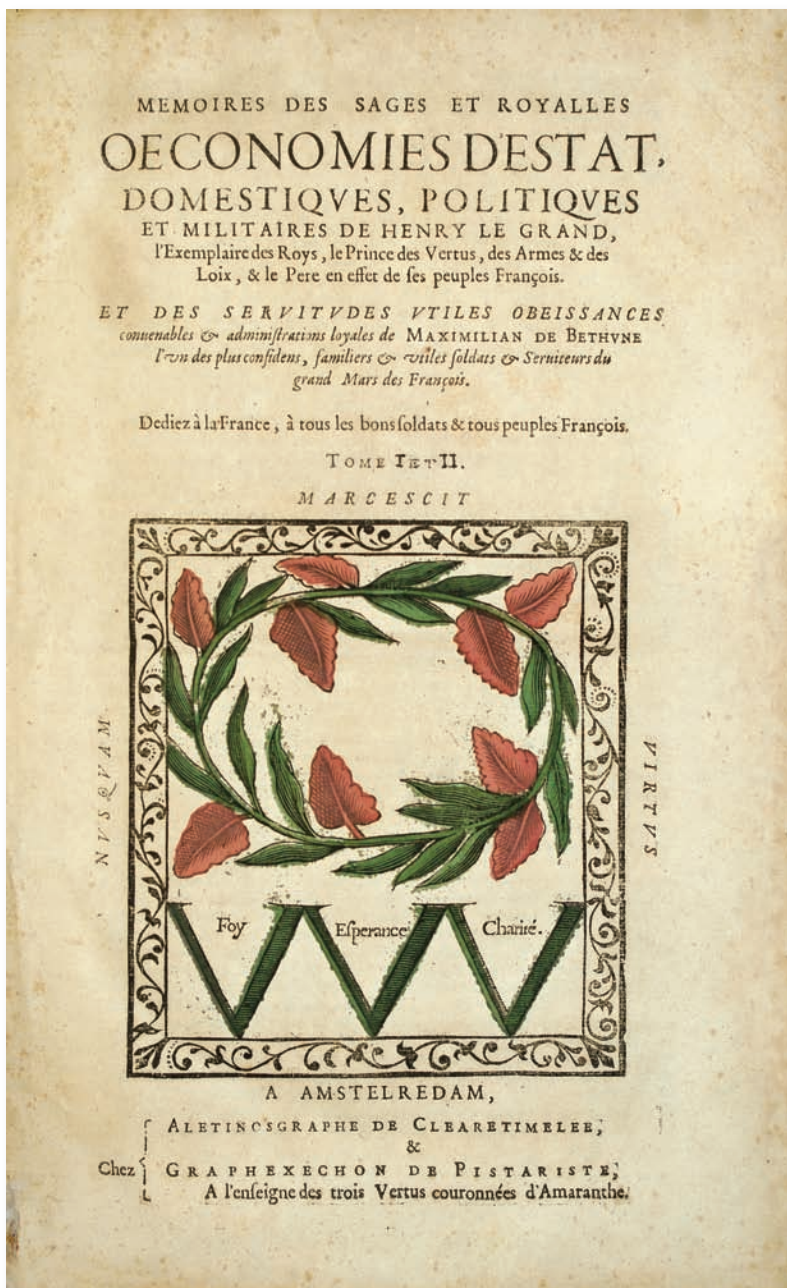 MEMOIRES DES SAGES ET ROYALLES
OECONOMIES D'ESTAT,
DOMESTIQVES, POLITIQVES
ET MILITAIRES DE HENRY LE GRAND,
l'Exemplaire des Roys, le Prince des Vertus, des Armes & des
Loix, & le Pere en effet de ſes peuples François.
ET DES SERVITVDES VTILES OBEISSANCES
conuenables & adminiſtrations loyales de MAXIMILIAN DE BETHVNE
l'vn des plus confidens, familiers & vtiles ſoldats & Seruiteurs du
grand Mars des François.
Dediez à la France, à tous les bons ſoldats & tous peuples François.
TOME I ET II.
MARCESCIT
NVSQVAM
VIRTVS
Foy Eſperance Charité.
VVV
A AMSTELREDAM,
ALETINOSGRAPHE DE CLEARETIMELEE,
&
Chez GRAPHEXECHON DE PISTARISTE,
A l'enſeigne des trois Vertus couronnées d'Amaranthe.